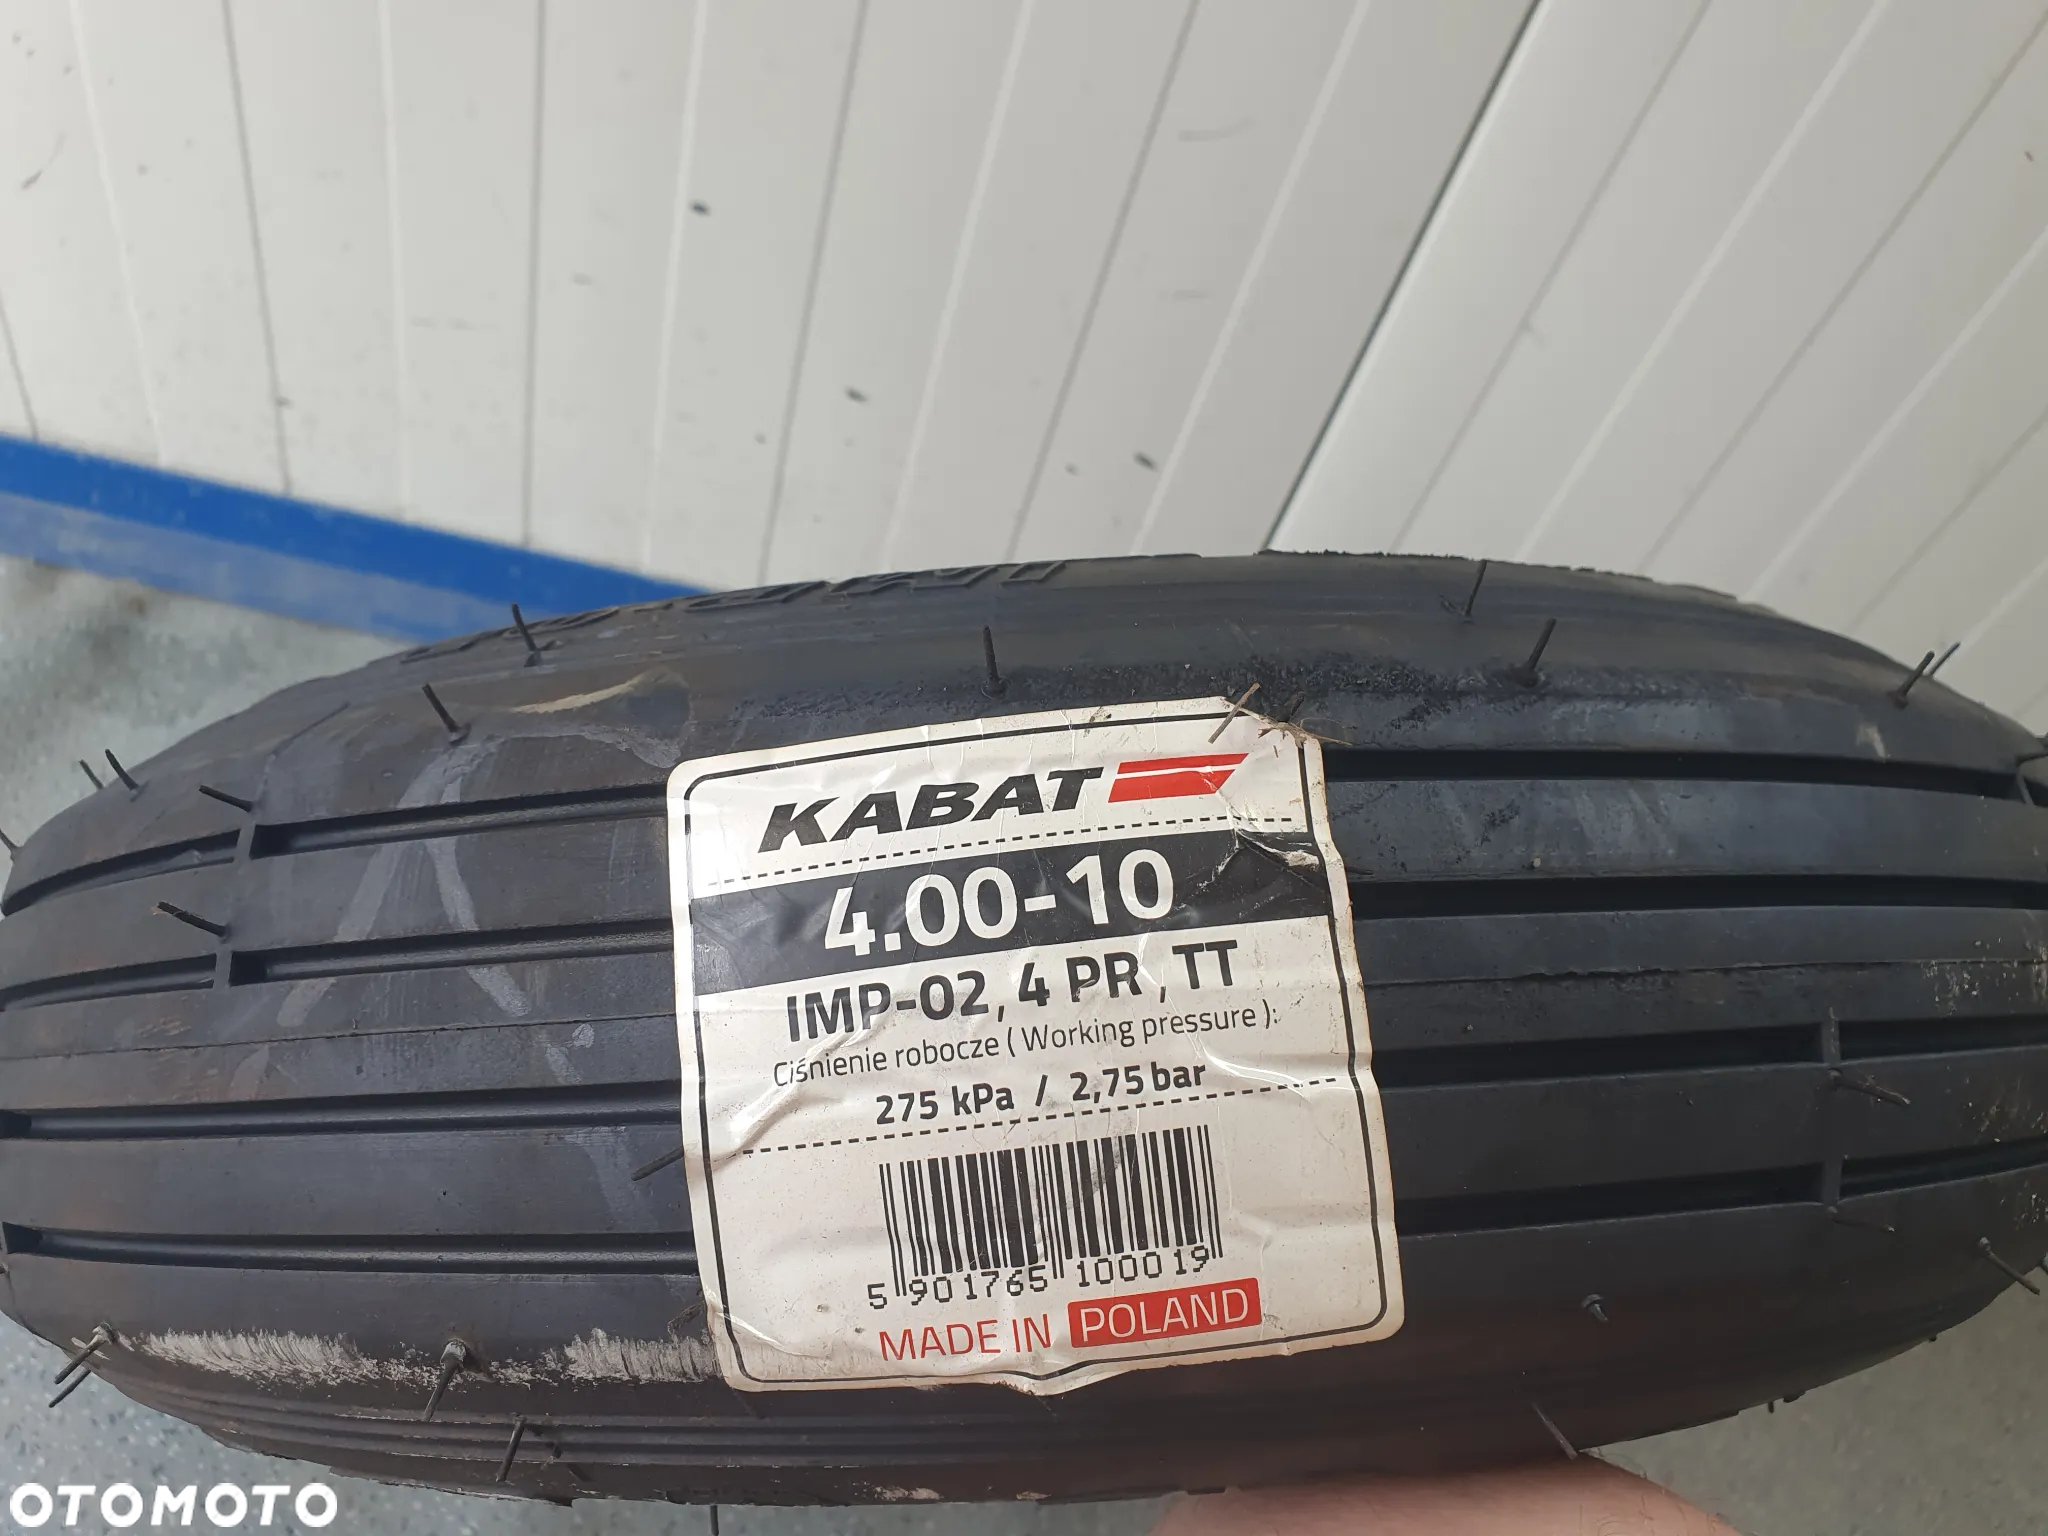 KABAT
4.00-10
IMP-02, 4 PR, TT
Ciśnienie robocze ( Working pressure ):
275 kPa / 2,75 bar
5 901765 100019
MADE IN POLAND
OTOMOTO